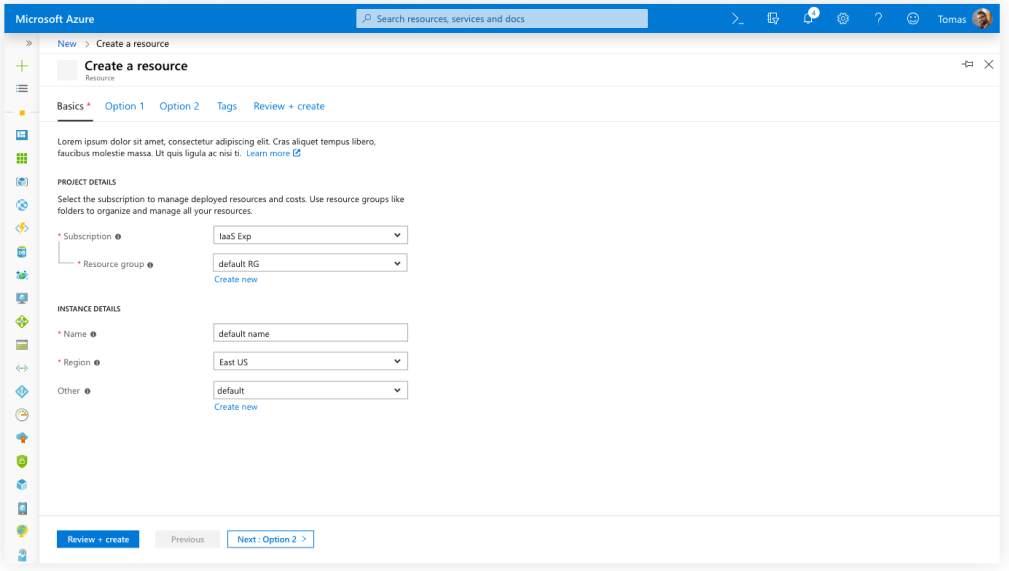 Microsoft Azure
Search resources, services and docs
4
Tomas
New > Create a resource
Create a resource
Resource
Basics * Option 1 Option 2 Tags Review + create
Lorem ipsum dolor sit amet, consectetur adipiscing elit. Cras aliquet tempus libero,
faucibus molestie massa. Ut quis ligula ac nisi ti. Learn more
PROJECT DETAILS
Select the subscription to manage deployed resources and costs. Use resource groups like
folders to organize and manage all your resources.
* Subscription IaaS Exp
* Resource group default RG
Create new
INSTANCE DETAILS
* Name default name
* Region East US
Other default
Create new
Review + create Previous Next : Option 2 >